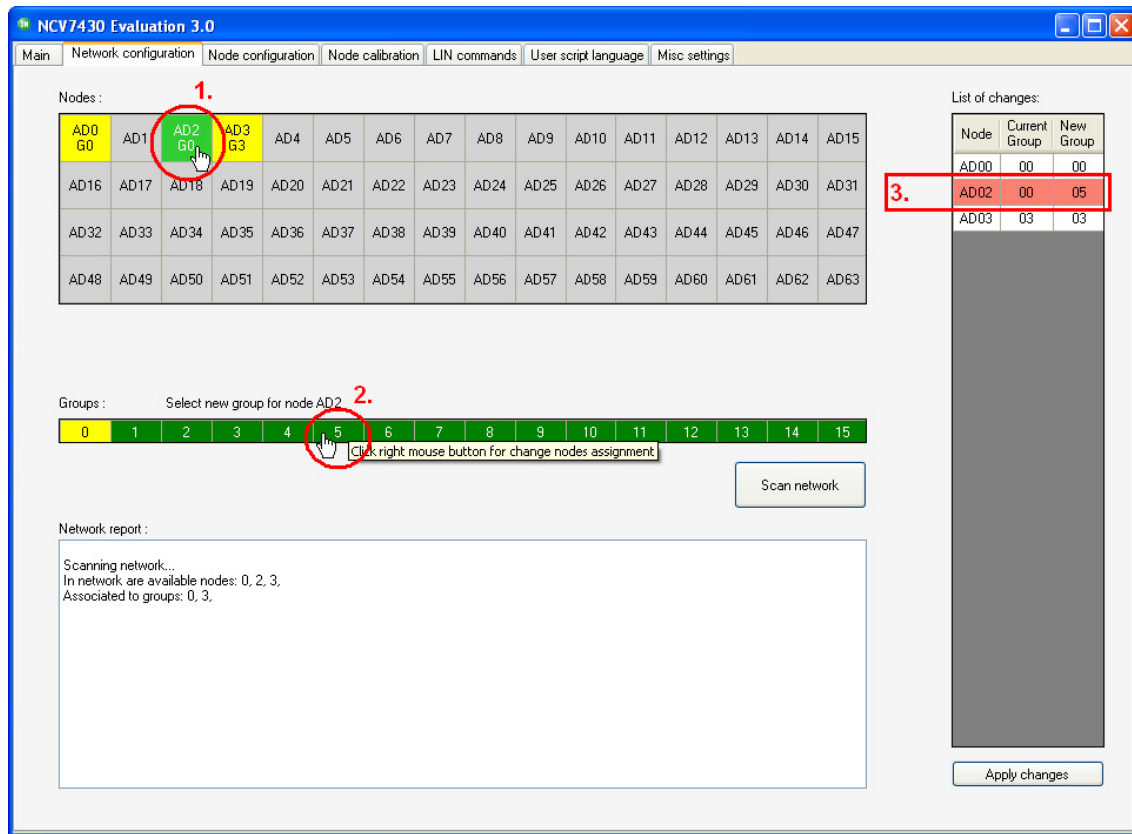 NCV7430 Evaluation 3.0
Main Network configuration Node configuration Node calibration LIN commands User script language Misc settings
1.
Nodes :
AD0 G0 AD1 AD2 G0 AD3 G3 AD4 AD5 AD6 AD7 AD8 AD9 AD10 AD11 AD12 AD13 AD14 AD15
AD16 AD17 AD18 AD19 AD20 AD21 AD22 AD23 AD24 AD25 AD26 AD27 AD28 AD29 AD30 AD31
AD32 AD33 AD34 AD35 AD36 AD37 AD38 AD39 AD40 AD41 AD42 AD43 AD44 AD45 AD46 AD47
AD48 AD49 AD50 AD51 AD52 AD53 AD54 AD55 AD56 AD57 AD58 AD59 AD60 AD61 AD62 AD63
2.
Groups : Select new group for node AD2
0 1 2 3 4 5 6 7 8 9 10 11 12 13 14 15
Click right mouse button for change nodes assignment
Scan network
Network report :
Scanning network...
In network are available nodes: 0, 2, 3,
Associated to groups: 0, 3,
List of changes:
Node Current Group New Group
AD00 00 00
3. AD02 00 05
AD03 03 03
Apply changes